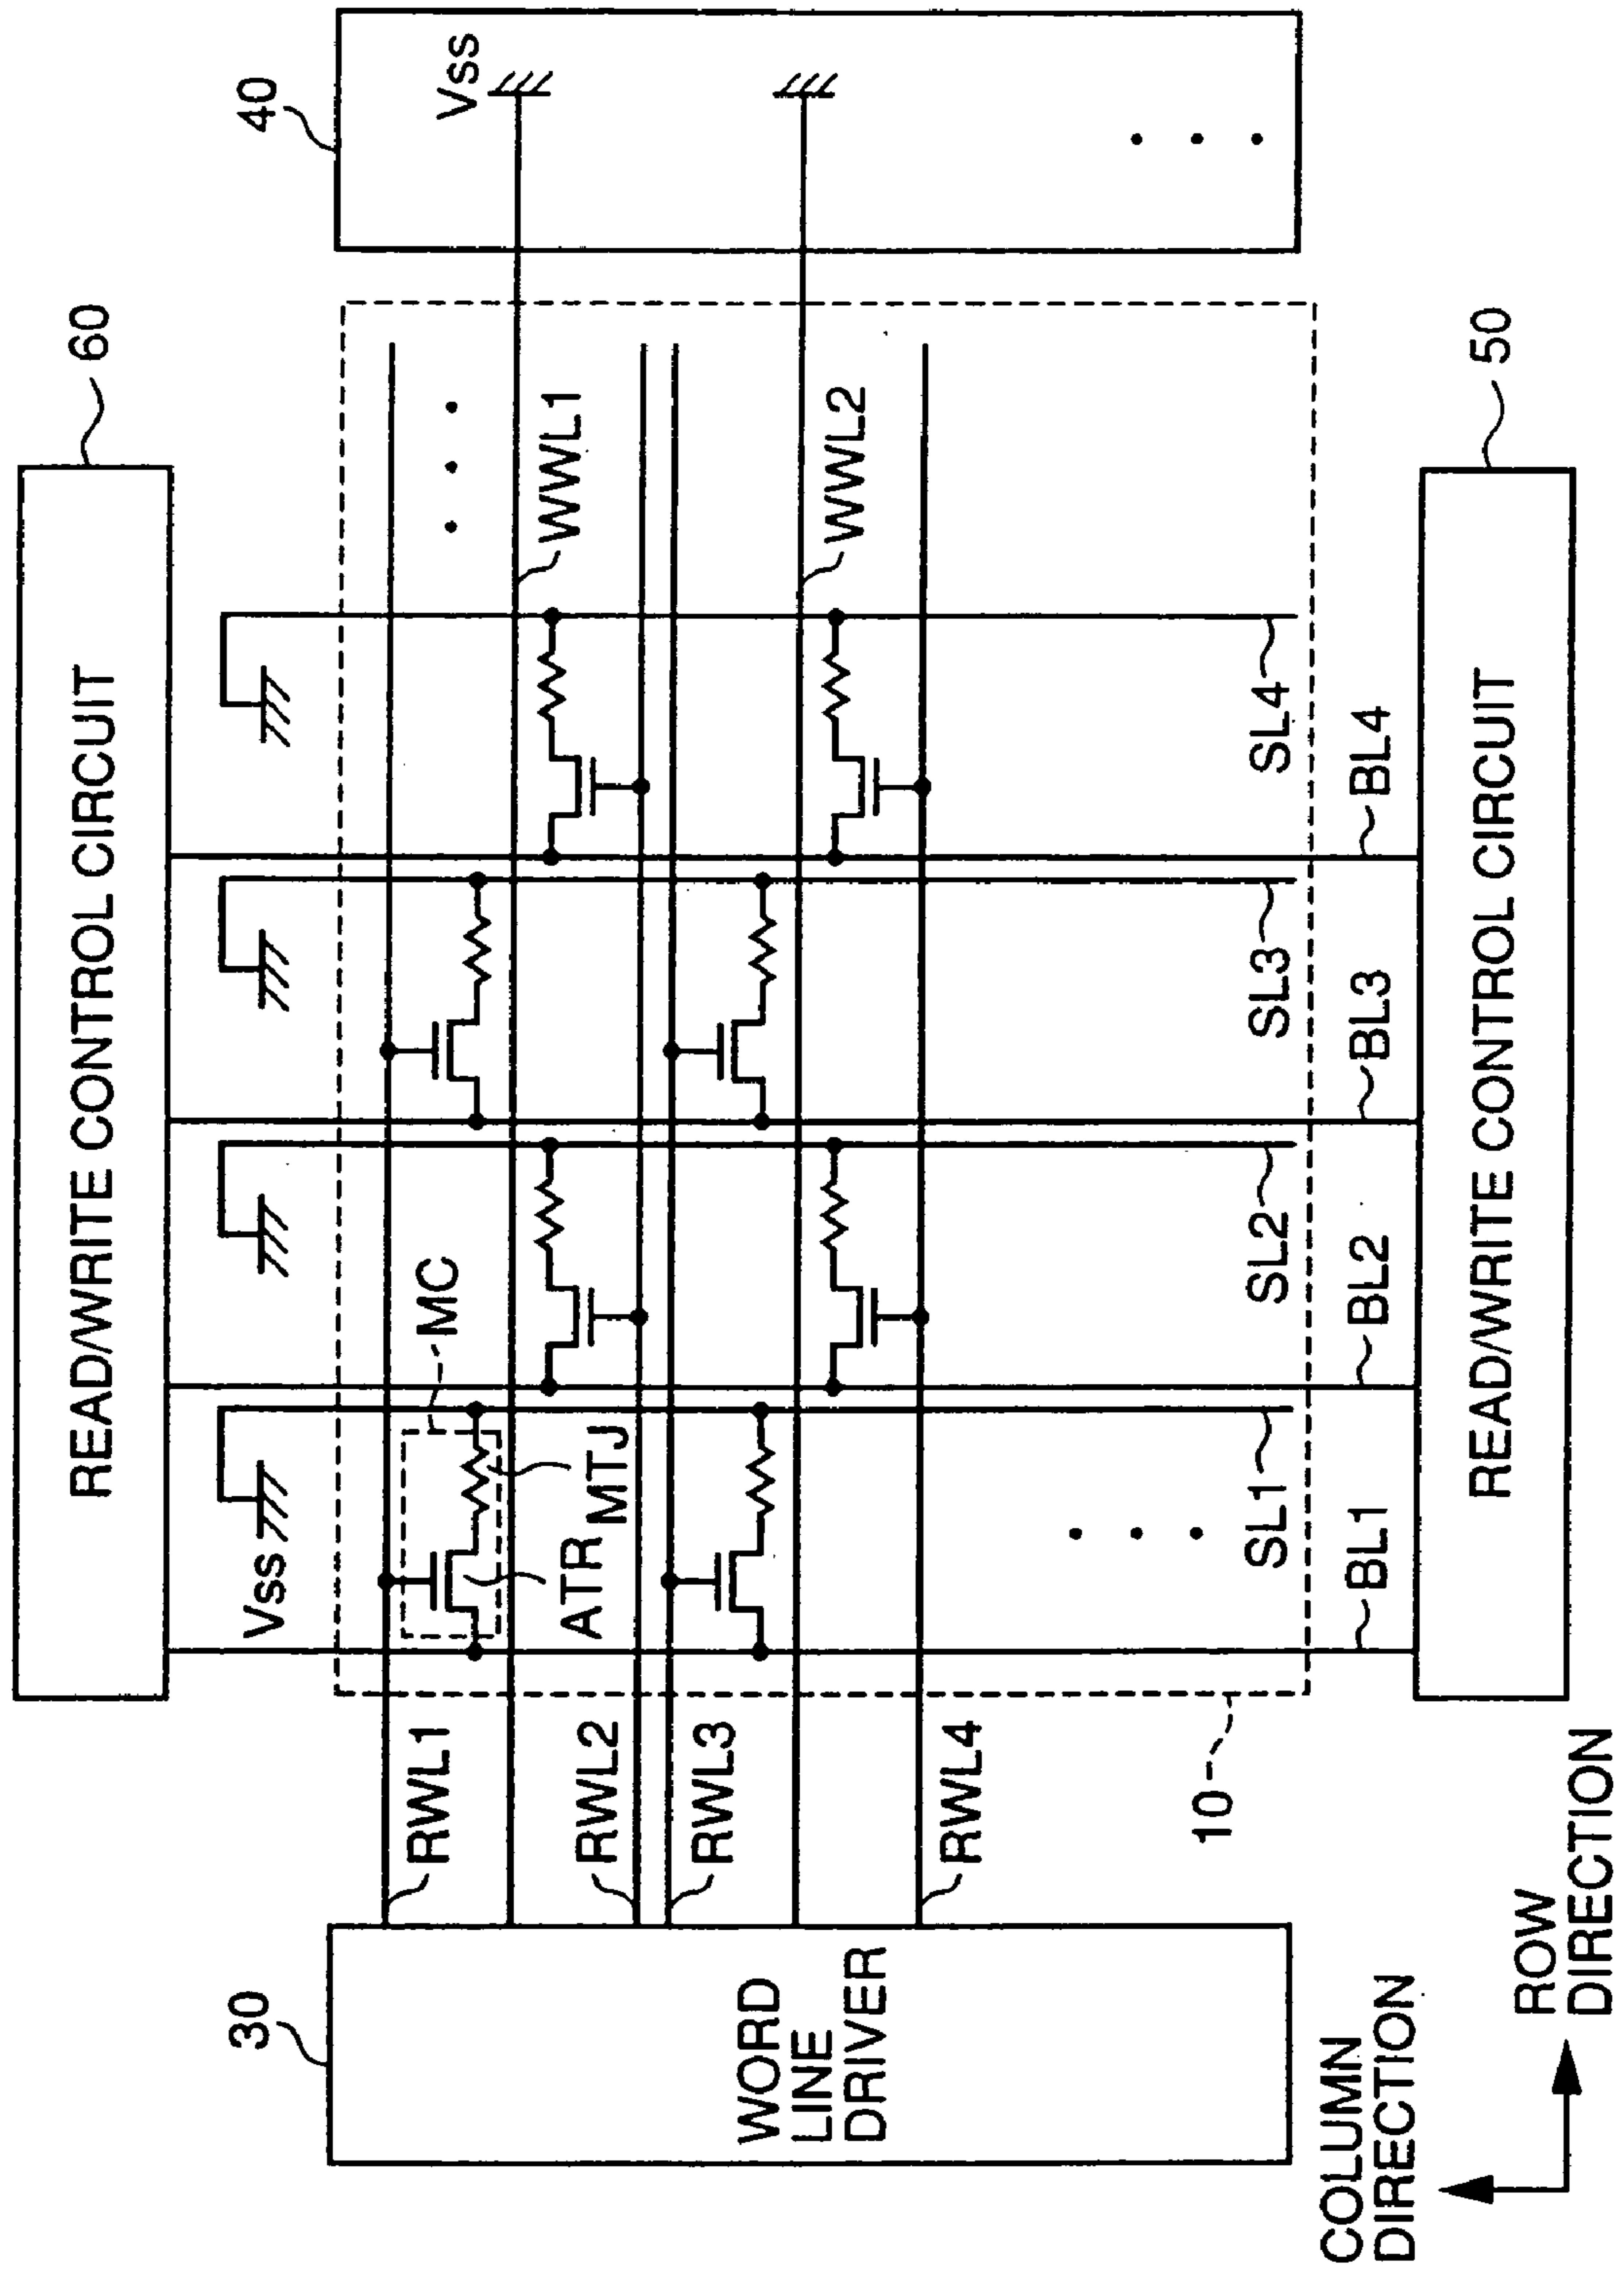 60
READ/WRITE CONTROL CIRCUIT
40
Vss
Vss
MC
ATR
MTJ
RWL1
WWL1
RWL2
RWL3
WWL2
RWL4
30
WORD
LINE
DRIVER
SL1
SL2
SL3
SL4
10
BL1
BL2
BL3
BL4
50
READ/WRITE CONTROL CIRCUIT
COLUMN
DIRECTION
ROW
DIRECTION